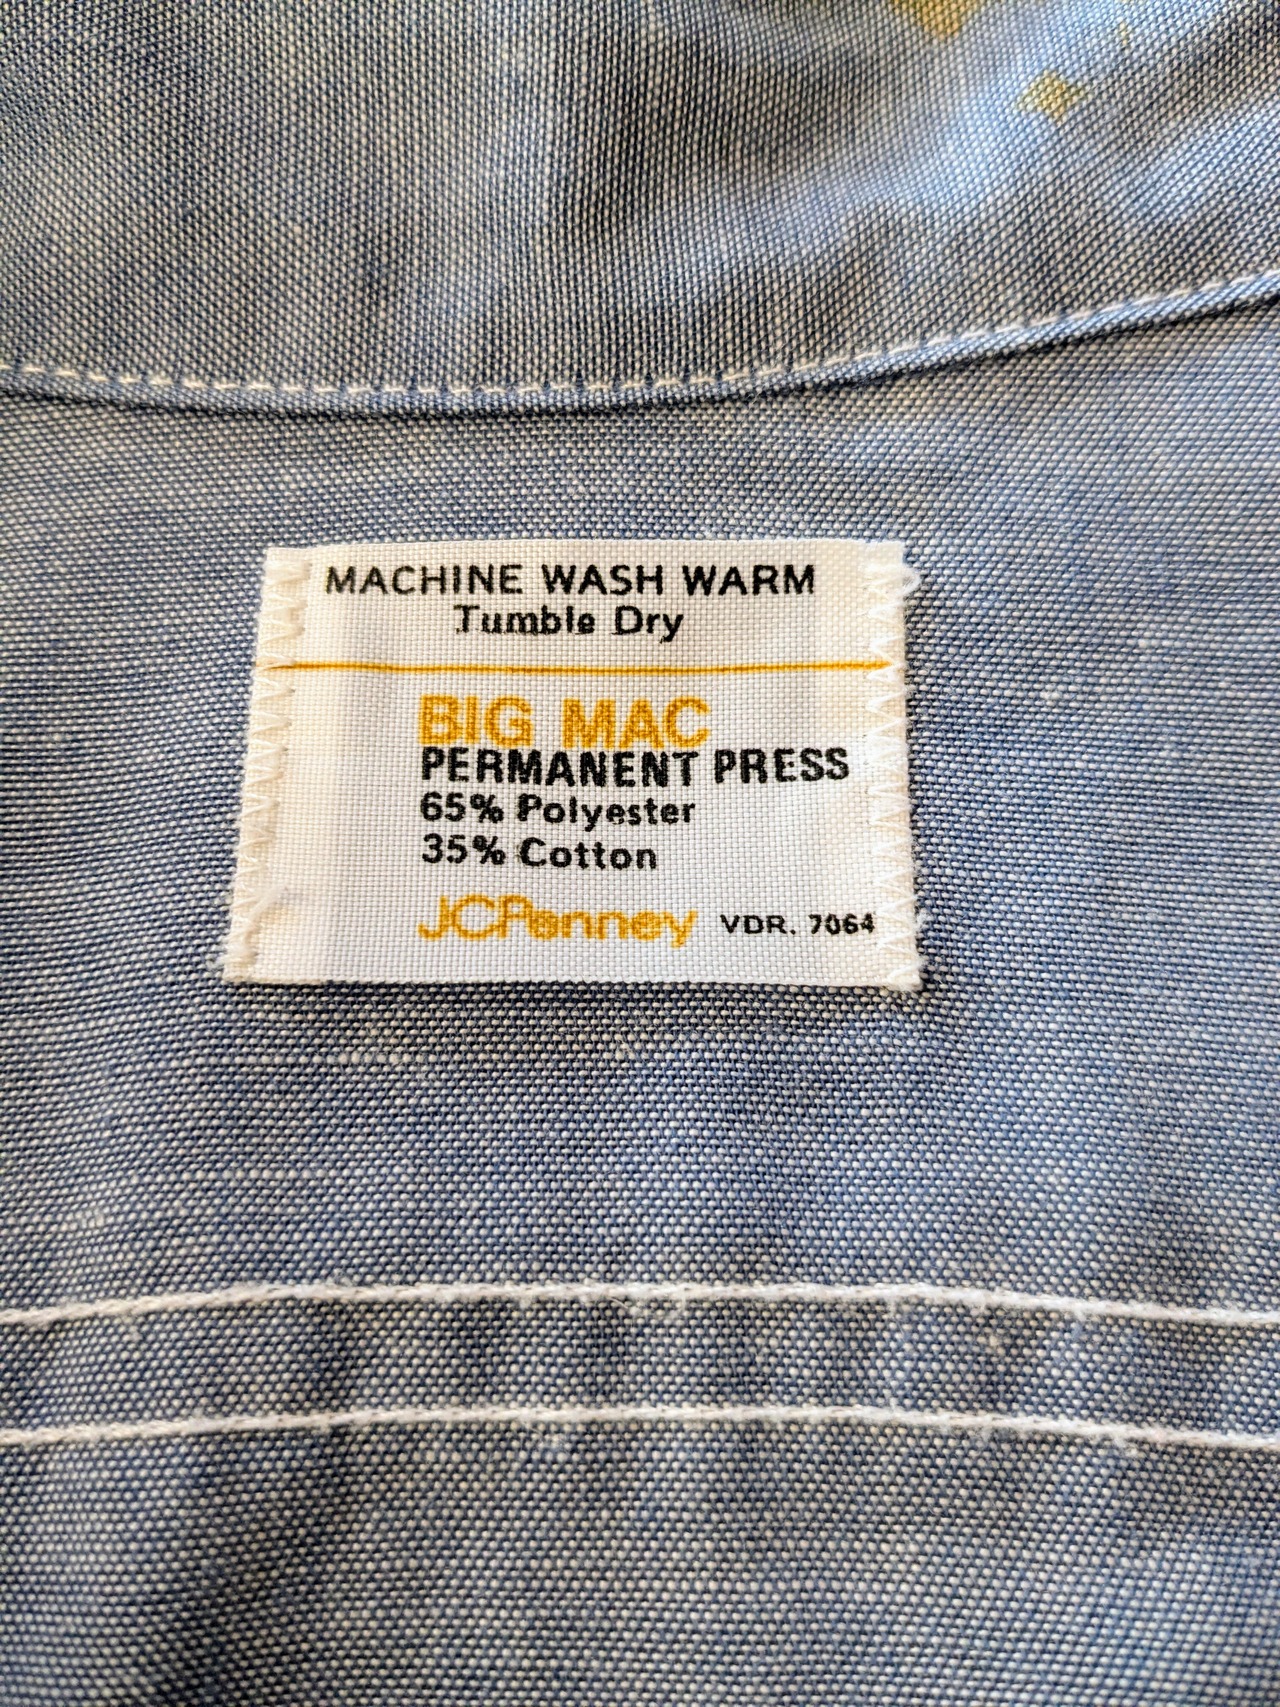 MACHINE WASH WARM
Tumble Dry
BIG MAC
PERMANENT PRESS
65% Polyester
35% Cotton
JCPenney VDR. 7064